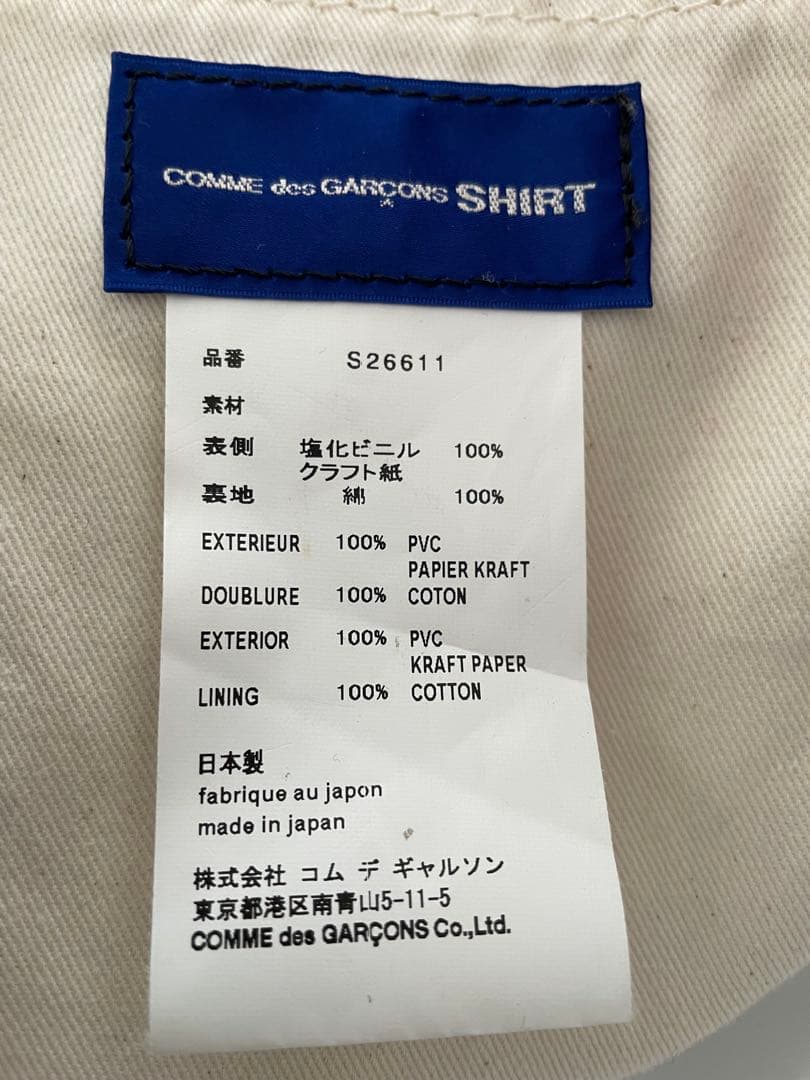 COMME des GARÇONS SHIRT
品番 S26611
素材
表側 塩化ビニル 100%
クラフト紙
裏地 綿 100%
EXTERIEUR 100% PVC
PAPIER KRAFT
DOUBLURE 100% COTON
EXTERIOR 100% PVC
KRAFT PAPER
LINING 100% COTTON
日本製
fabrique au japon
made in japan
株式会社 コム デ ギャルソン
東京都港区南青山5-11-5
COMME des GARÇONS Co.,Ltd.